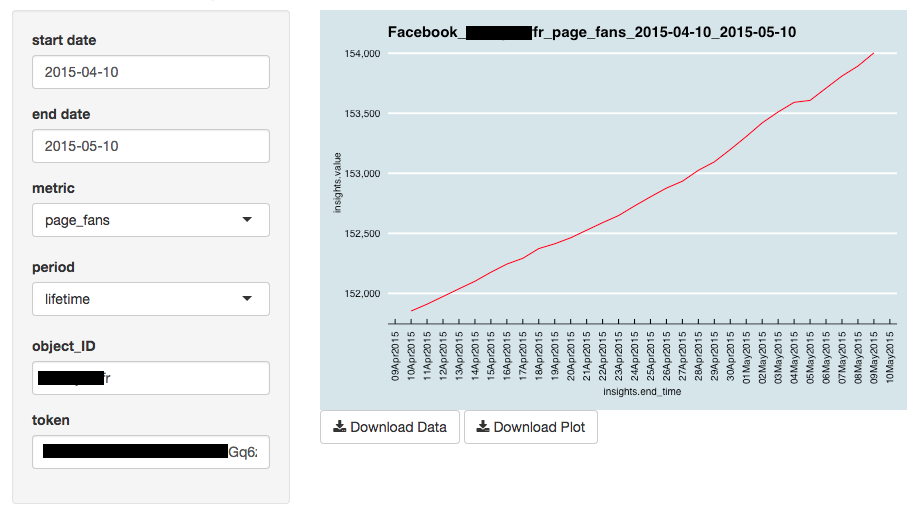 start date
2015-04-10
end date
2015-05-10
metric
page_fans
period
lifetime
object_ID
fr
token
Gq6
Facebook_ fr_page_fans_2015-04-10_2015-05-10
154,000
153,500
153,000
152,500
152,000
insights.value
09Apr2015
10Apr2015
11Apr2015
12Apr2015
13Apr2015
14Apr2015
15Apr2015
16Apr2015
17Apr2015
18Apr2015
19Apr2015
20Apr2015
21Apr2015
22Apr2015
23Apr2015
24Apr2015
25Apr2015
26Apr2015
27Apr2015
28Apr2015
29Apr2015
30Apr2015
01May2015
02May2015
03May2015
04May2015
05May2015
06May2015
07May2015
08May2015
09May2015
10May2015
insights.end_time
Download Data
Download Plot